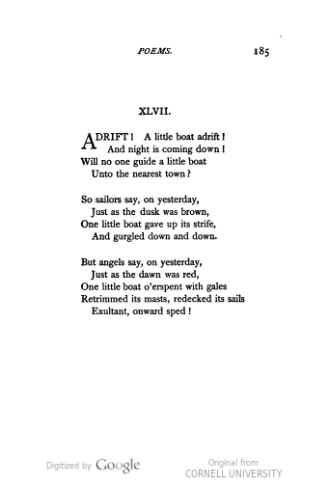 POEMS. 185
XLVII.
ADRIFT! A little boat adrift!
And night is coming down!
Will no one guide a little boat
Unto the nearest town?
So sailors say, on yesterday,
Just as the dusk was brown,
One little boat gave up its strife,
And gurgled down and down.
But angels say, on yesterday,
Just as the dawn was red,
One little boat o'erspent with gales
Retrimmed its masts, redecked its sails
Exultant, onward sped!
Digitized by Google
Original from
CORNELL UNIVERSITY